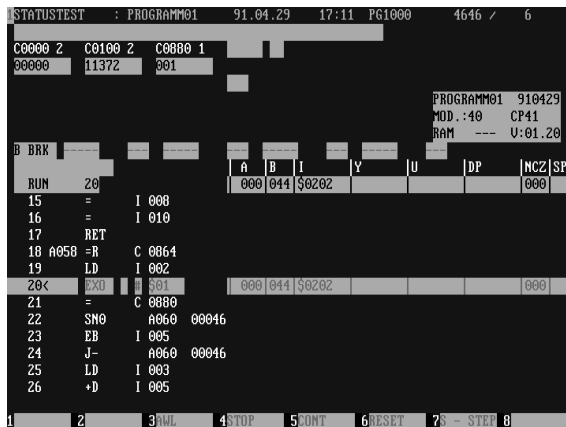 1STATUSTEST : PROGRAMM01 91.04.29 17:11 PG1000 4646 / 6
C0000 2 C0100 2 C0880 1
00000 11372 001
PROGRAMM01 910429
MOD.:40 CP41
RAM --- V:01.20
B BRK ----- --- ----- --- ----- --- ----- ---
A B I Y U DP NCZ SP
RUN 20 000 044 $0202 000
15 = I 008
16 = I 010
17 RET
18 A058 =R C 0864
19 LD I 002
20< EXO # $01 000 044 $0202 000
21 = C 0880
22 SNO A060 00046
23 EB I 005
24 J- A060 00046
25 LD I 003
26 +D I 005
1 2 3AWL 4STOP 5CONT 6RESET 7S - STEP 8